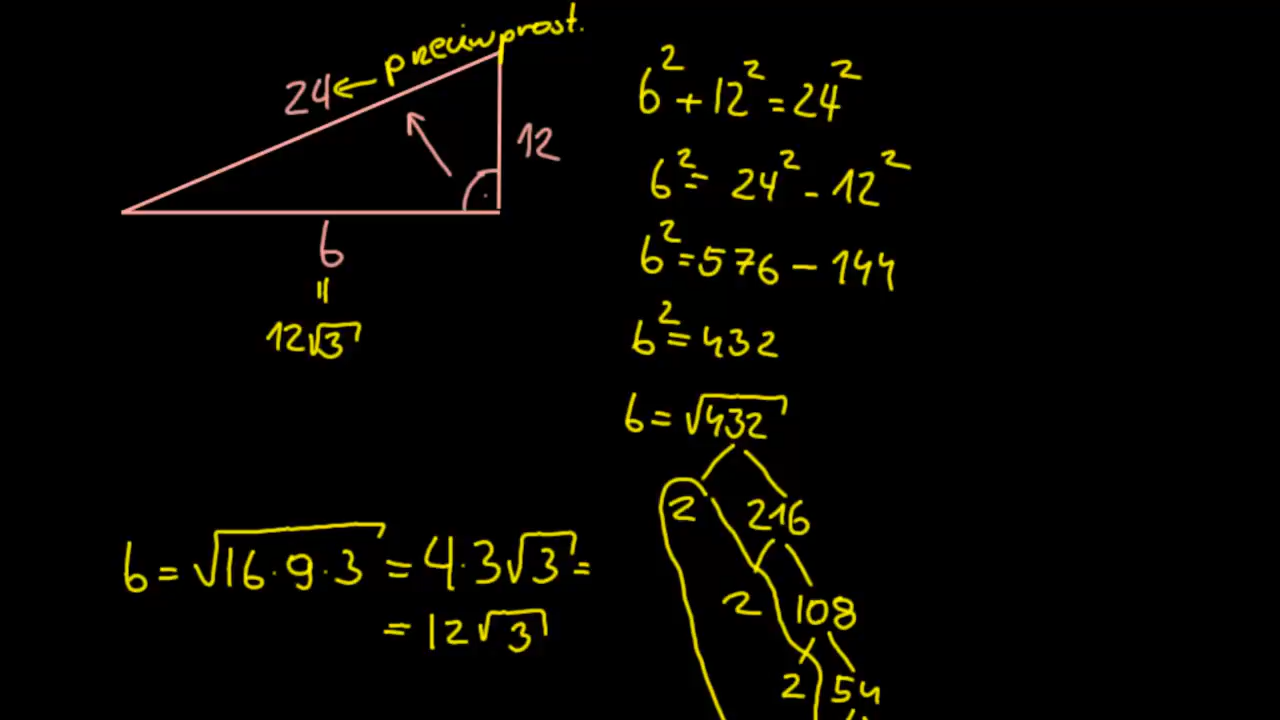 24 ← przeciwprost.
12
b
=
12√3
b² + 12² = 24²
b² = 24² - 12²
b² = 576 - 144
b² = 432
b = √432
2 216
2 108
2 54
b = √16·9·3 = 4·3√3 =
= 12√3